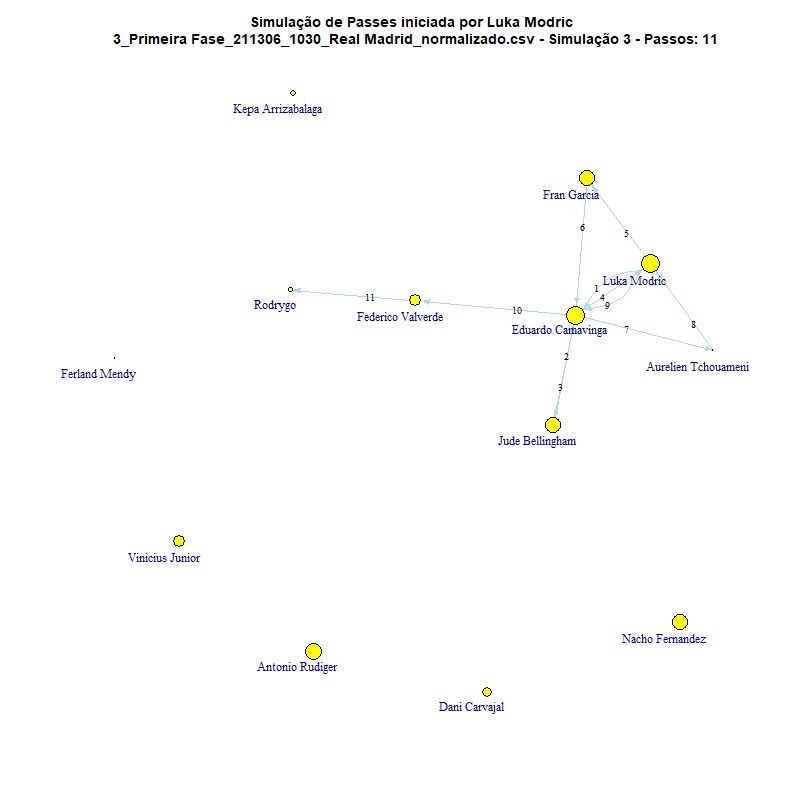 Simulação de Passes iniciada por Luka Modric
3_Primeira Fase_211306_1030_Real Madrid_normalizado.csv - Simulação 3 - Passos: 11
Kepa Arrizabalaga
Fran Garcia
6
5
Luka Modric
1
4
9
Rodrygo
11
Federico Valverde
10
Eduardo Camavinga
7
8
Ferland Mendy
2
Aurelien Tchouameni
3
Jude Bellingham
Vinicius Junior
Nacho Fernandez
Antonio Rudiger
Dani Carvajal